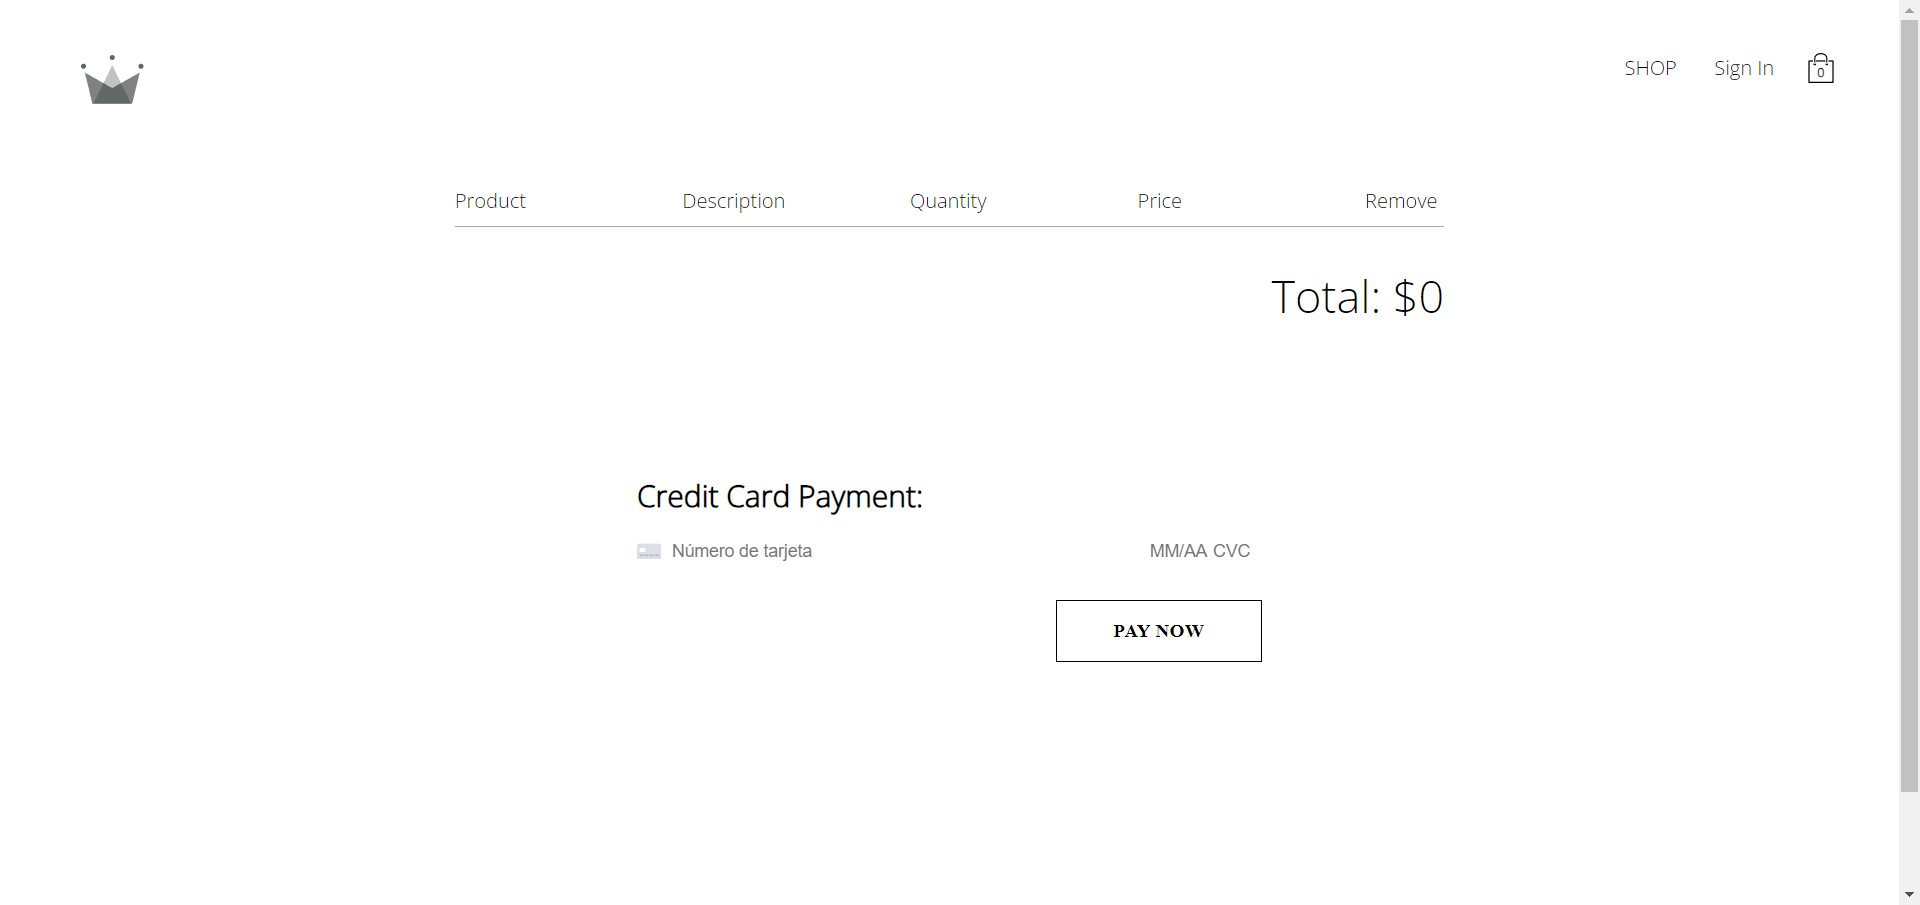 SHOP Sign In 0
Product Description Quantity Price Remove
Total: $0
Credit Card Payment:
Número de tarjeta MM/AA CVC
PAY NOW